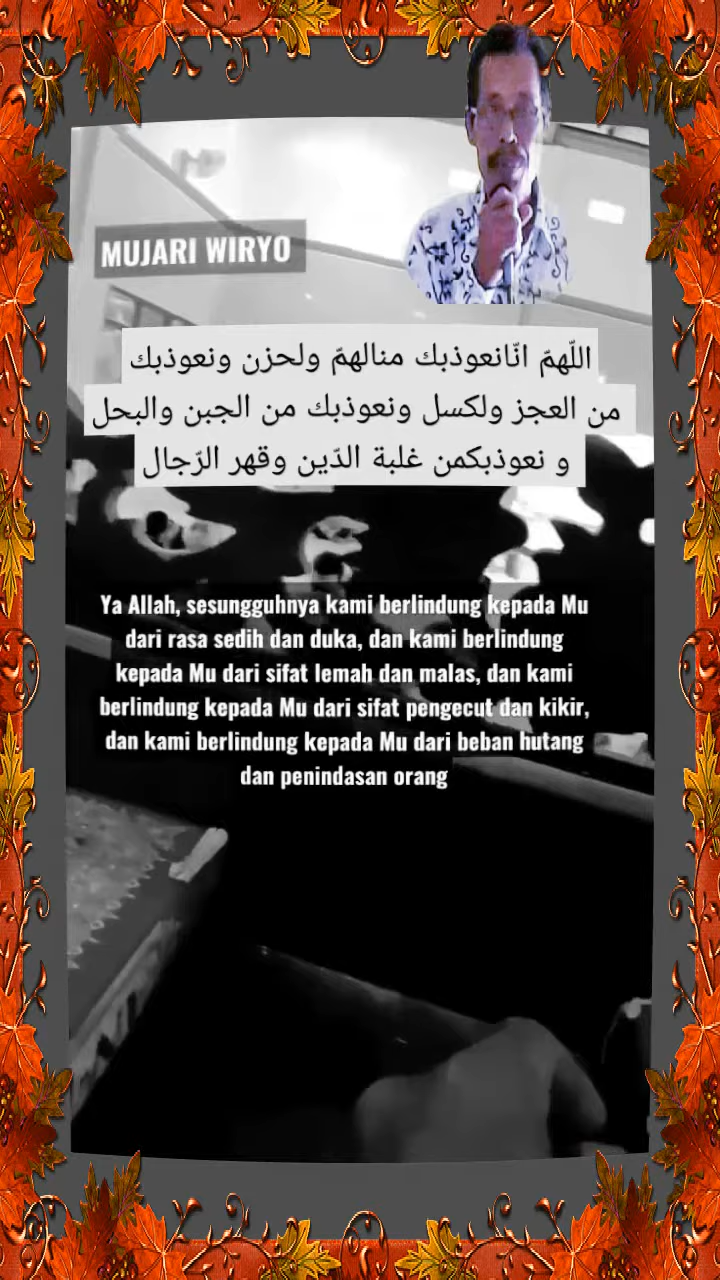 MUJARI WIRYO
اللّهمّ انّانعوذبك منالهمّ ولحزن ونعوذبك
من العجز ولكسل ونعوذبك من الجبن والبحل
و نعوذبكمن غلبة الدّين وقهر الرّجال
Ya Allah, sesungguhnya kami berlindung kepada Mu
dari rasa sedih dan duka, dan kami berlindung
kepada Mu dari sifat lemah dan malas, dan kami
berlindung kepada Mu dari sifat pengecut dan kikir,
dan kami berlindung kepada Mu dari beban hutang
dan penindasan orang